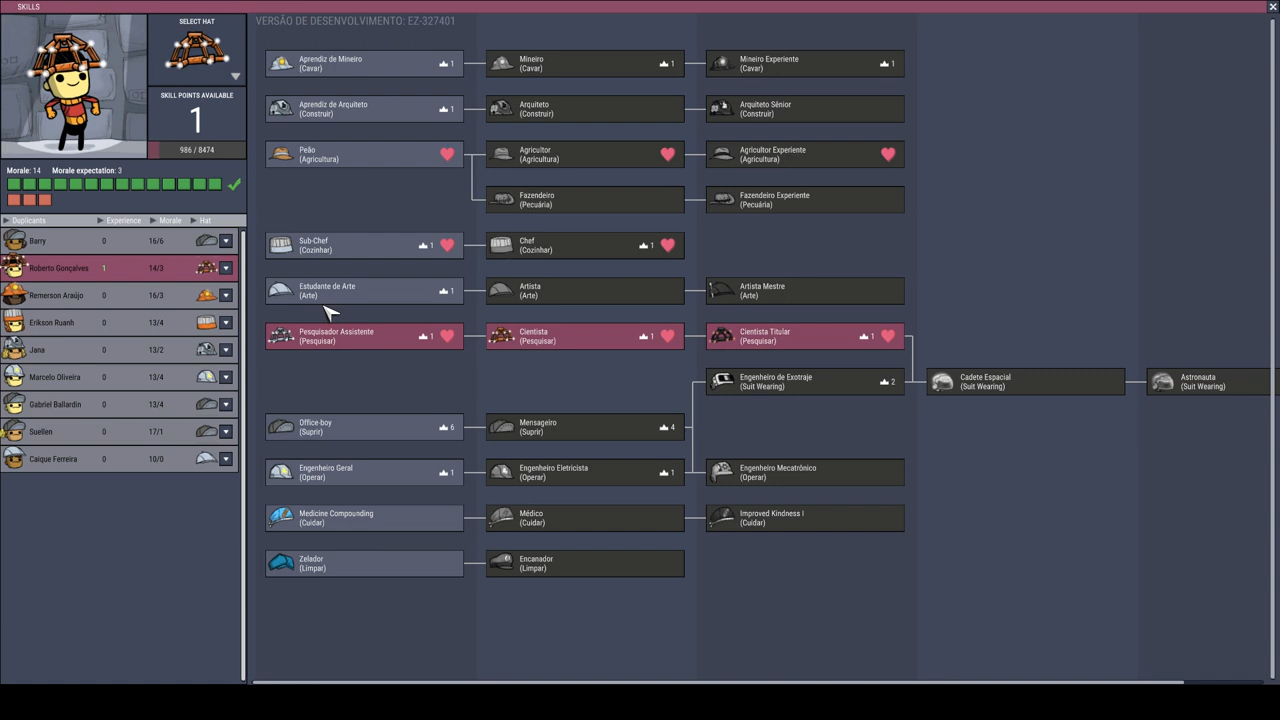 SKILLS
VERSÃO DE DESENVOLVIMENTO: EZ-327401
SELECT HAT
SKILL POINTS AVAILABLE
1
986 / 8474
Morale: 14 Morale expectation: 3
Duplicants Experience Morale Hat
Barry 0 16/6
Roberto Gonçalves 1 14/3
Remerson Araújo 0 16/3
Erikson Ruanh 0 13/4
Jana 0 13/2
Marcelo Oliveira 0 13/4
Gabriel Ballardin 0 13/4
Suellen 0 17/1
Caique Ferreira 0 10/0
Aprendiz de Mineiro
(Cavar)
1
Mineiro
(Cavar)
1
Mineiro Experiente
(Cavar)
1
Aprendiz de Arquiteto
(Construir)
1
Arquiteto
(Construir)
Arquiteto Sênior
(Construir)
Peão
(Agricultura)
Agricultor
(Agricultura)
Agricultor Experiente
(Agricultura)
Fazendeiro
(Pecuária)
Fazendeiro Experiente
(Pecuária)
Sub-Chef
(Cozinhar)
1
Chef
(Cozinhar)
1
Estudante de Arte
(Arte)
1
Artista
(Arte)
Artista Mestre
(Arte)
Pesquisador Assistente
(Pesquisar)
1
Cientista
(Pesquisar)
1
Cientista Titular
(Pesquisar)
1
Engenheiro de Exotraje
(Suit Wearing)
2
Cadete Espacial
(Suit Wearing)
Astronauta
(Suit Wearing)
Office-boy
(Suprir)
6
Mensageiro
(Suprir)
4
Engenheiro Geral
(Operar)
1
Engenheiro Eletricista
(Operar)
1
Engenheiro Mecatrônico
(Operar)
Medicine Compounding
(Cuidar)
Médico
(Cuidar)
Improved Kindness I
(Cuidar)
Zelador
(Limpar)
Encanador
(Limpar)